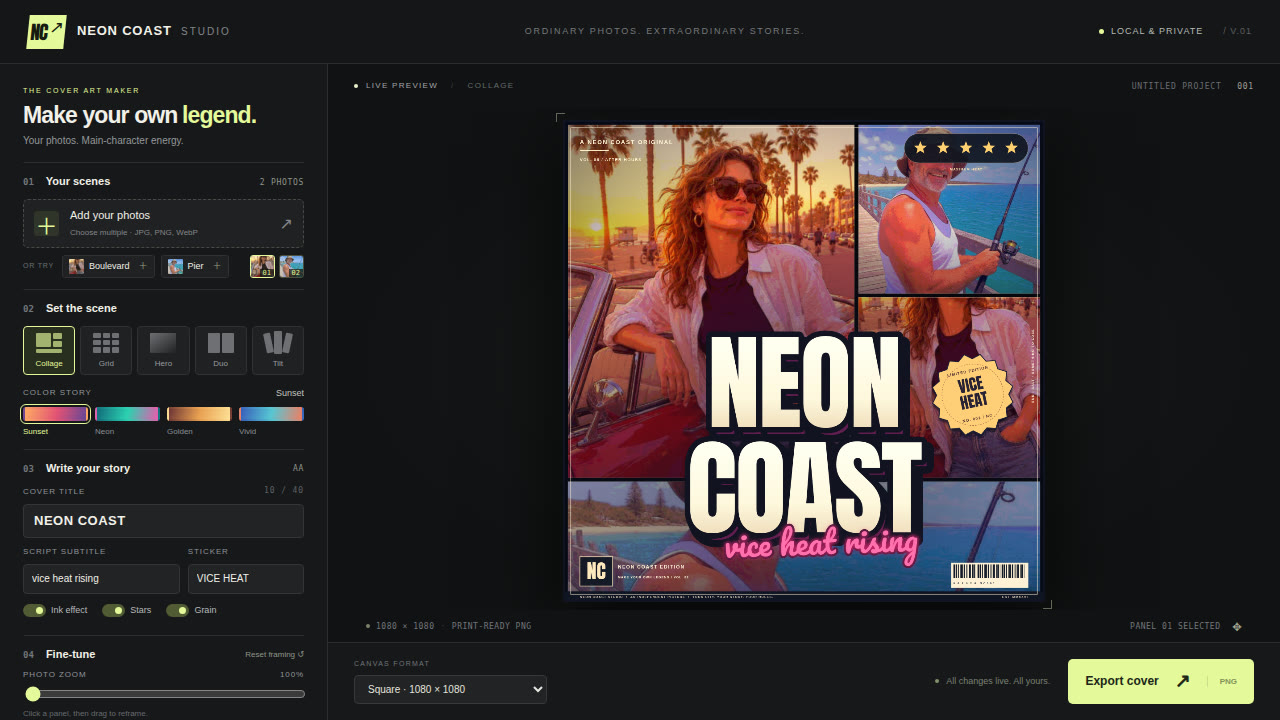 NC↗ NEON COAST STUDIO
ORDINARY PHOTOS. EXTRAORDINARY STORIES.
LOCAL & PRIVATE / V.01
THE COVER ART MAKER
Make your own legend.
Your photos. Main-character energy.
01 Your scenes 2 PHOTOS
Add your photos
Choose multiple · JPG, PNG, WebP
OR TRY Boulevard + Pier + 01 02
02 Set the scene
Collage Grid Hero Duo Tilt
COLOR STORY Sunset
Sunset Neon Golden Vivid
03 Write your story AA
COVER TITLE 10 / 40
NEON COAST
SCRIPT SUBTITLE STICKER
vice heat rising VICE HEAT
Ink effect Stars Grain
04 Fine-tune Reset framing ↺
PHOTO ZOOM 100%
Click a panel, then drag to reframe.
LIVE PREVIEW / COLLAGE
UNTITLED PROJECT 001
A NEON COAST ORIGINAL
LIMITED EDITION
VICE
HEAT
NEON
COAST
vice heat rising
NC
NEON COAST EDITION
1080 × 1080 · PRINT-READY PNG
PANEL 01 SELECTED
CANVAS FORMAT
Square · 1080 × 1080
All changes live. All yours.
Export cover ↗ PNG